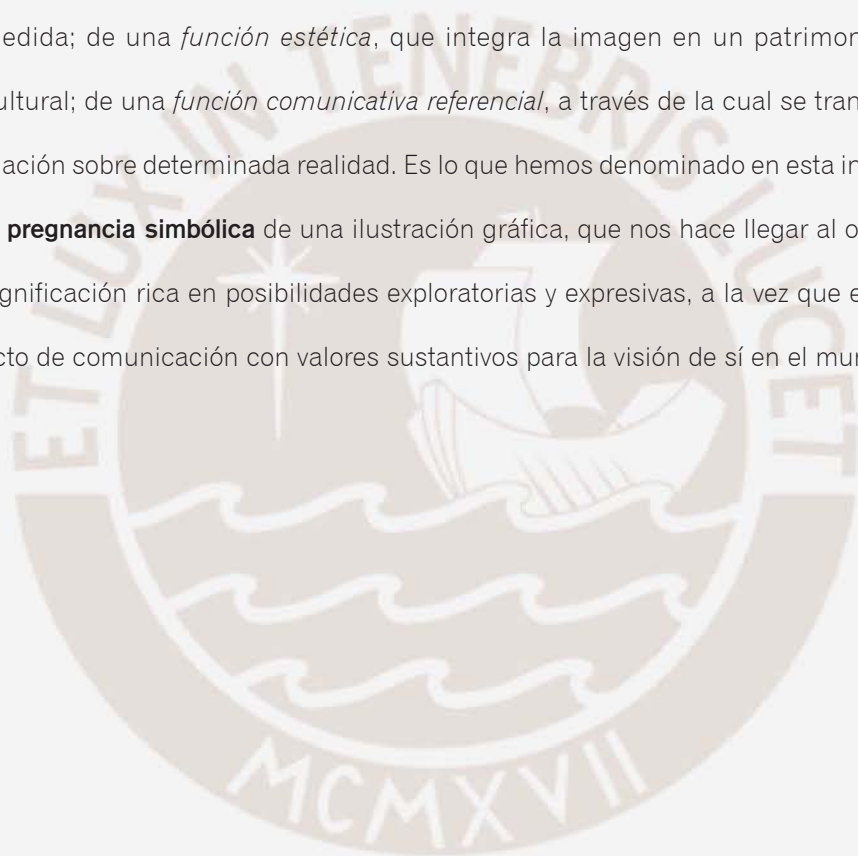 edida; de una función estética, que integra la imagen en un patrimon
ultural; de una función comunicativa referencial, a través de la cual se tran
ación sobre determinada realidad. Es lo que hemos denominado en esta in
pregnancia simbólica de una ilustración gráfica, que nos hace llegar al o
gnificación rica en posibilidades exploratorias y expresivas, a la vez que e
cto de comunicación con valores sustantivos para la visión de sí en el mun
ET LUX IN TENEBRIS LUCET
MCMXVII